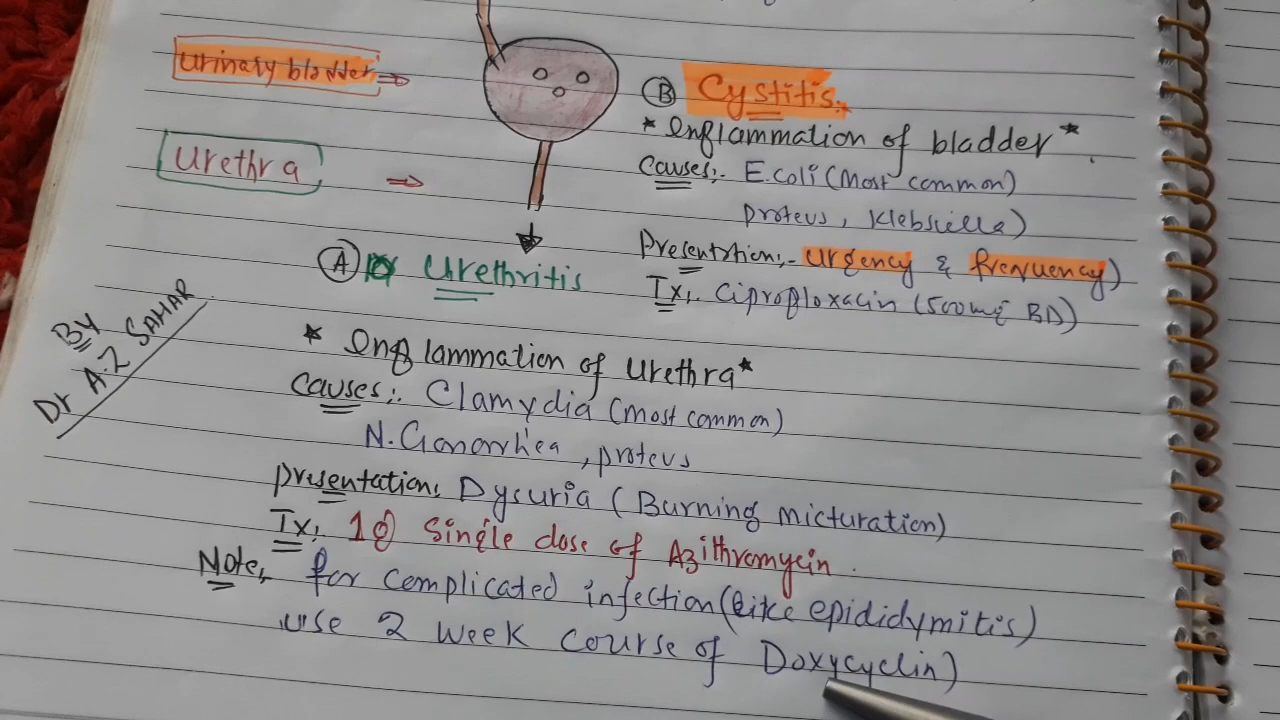 Urinary bladder ⇒
Urethra ⇒
Ⓑ Cystitis.
* Enflammation of bladder *
Causes:- E.coli (Most common)
proteus, Klebsiella)
Presentation:- Urgency & frequency)
Tx:. Ciprofloxacin (500mg BD)
Ⓐ Urethritis
* Enflammation of Urethra *
Causes:. Clamydia (most common)
N. Gonorrhea, proteus
presentation: Dysuria (Burning micturation)
Tx: 1g Single dose of Azithromycin.
Note, for complicated infection (like epididymitis)
use 2 week course of Doxycyclin)
By
Dr A.Z SAHAR